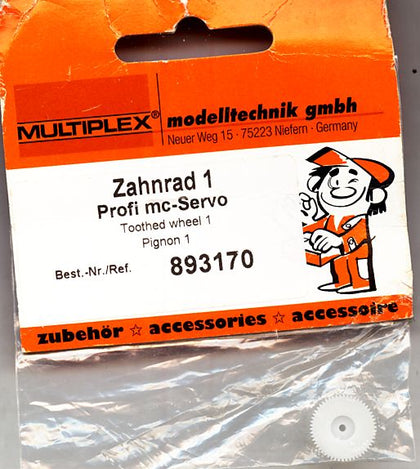 MULTIPLEX®
modelltechnik gmbh
Neuer Weg 15 · 75223 Niefern · Germany
Zahnrad 1
Profi mc-Servo
Toothed wheel 1
Pignon 1
Best.-Nr./Ref. 893170
zubehör ☆ accessories ☆ accessoire